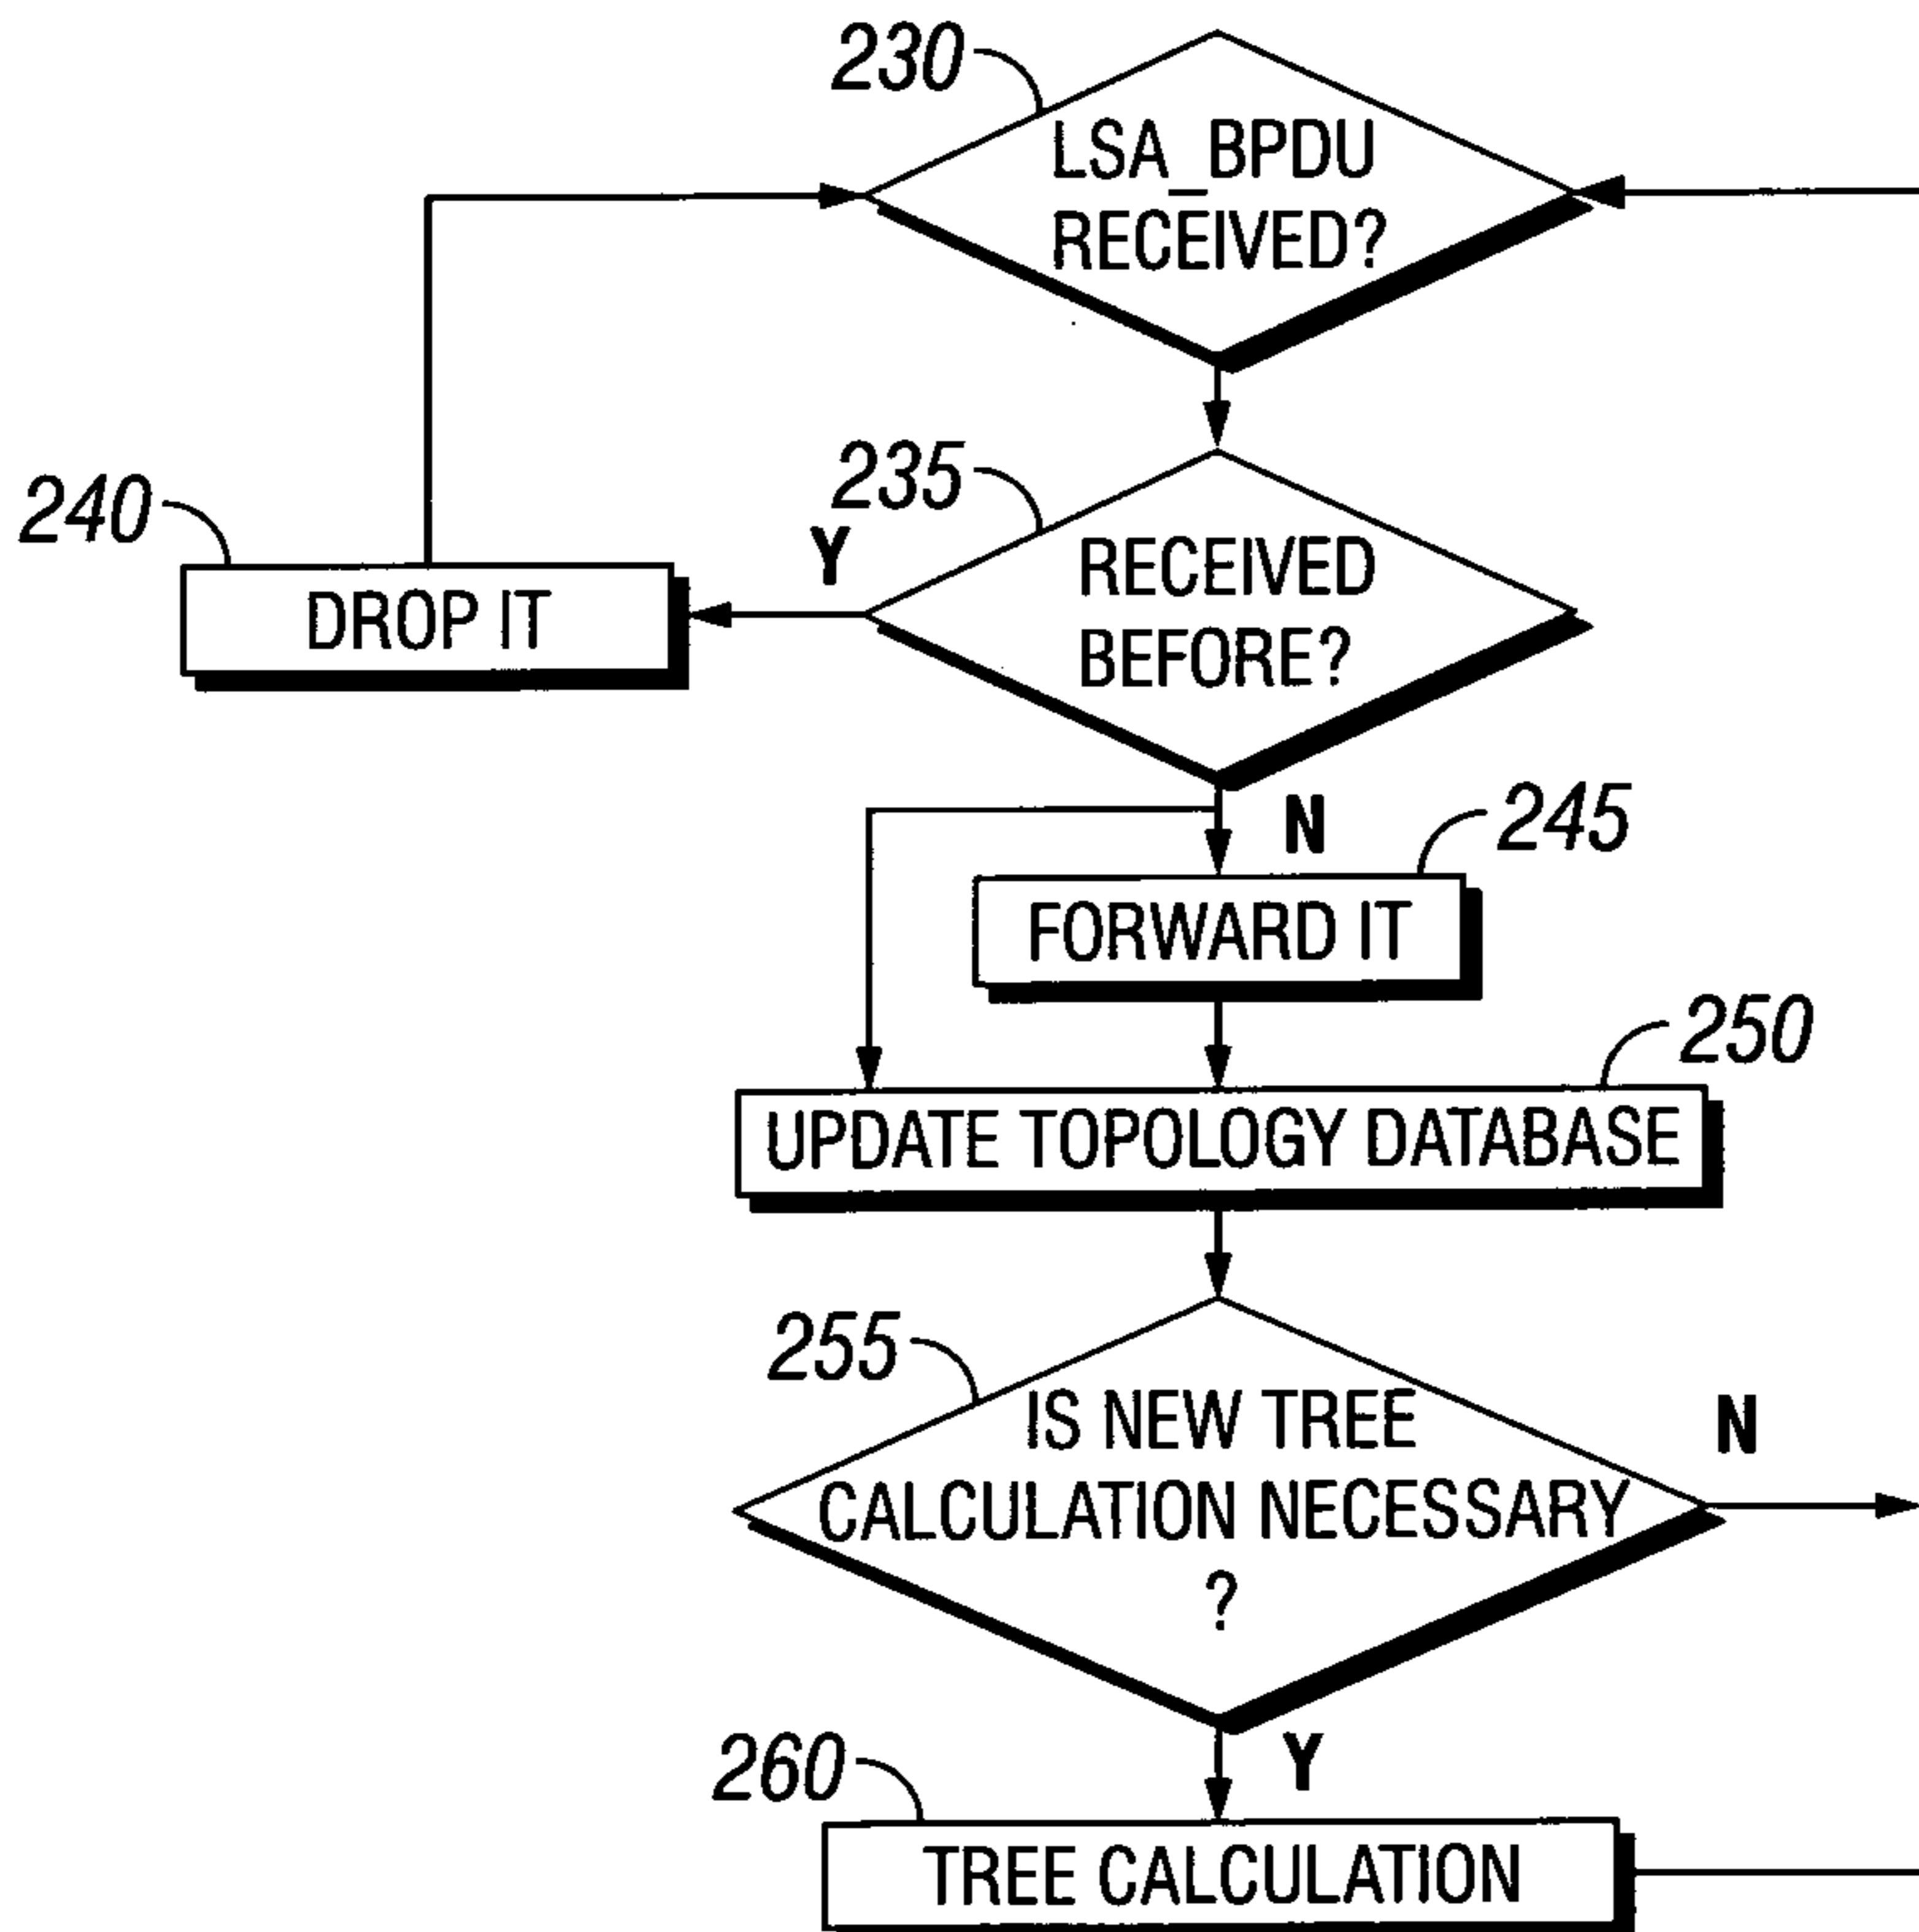 230
LSA_BPDU
RECEIVED?
235
240
Y
RECEIVED
BEFORE?
DROP IT
N
245
FORWARD IT
250
UPDATE TOPOLOGY DATABASE
255
IS NEW TREE
N
CALCULATION NECESSARY
?
260
Y
TREE CALCULATION